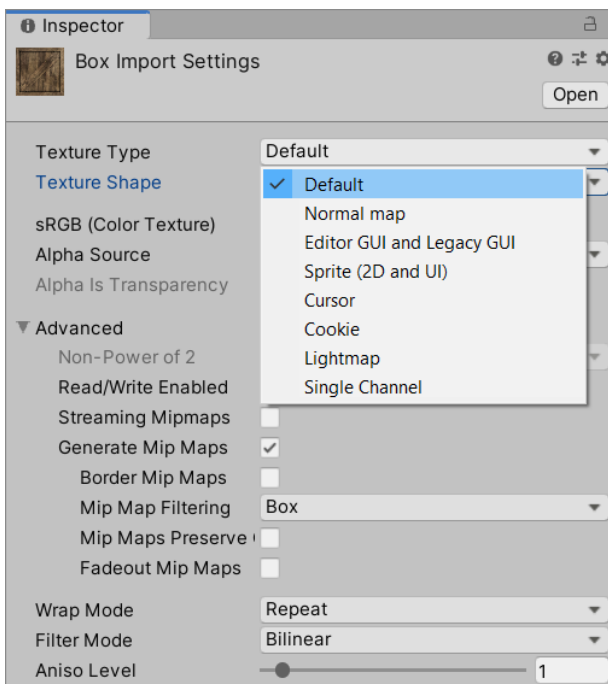 Inspector
Box Import Settings
Open
Texture Type Default
Texture Shape
Default
Normal map
sRGB (Color Texture)
Editor GUI and Legacy GUI
Alpha Source
Sprite (2D and UI)
Alpha Is Transparency
Cursor
Advanced
Cookie
Non-Power of 2
Lightmap
Read/Write Enabled
Single Channel
Streaming Mipmaps
Generate Mip Maps
Border Mip Maps
Mip Map Filtering Box
Mip Maps Preserve
Fadeout Mip Maps
Wrap Mode Repeat
Filter Mode Bilinear
Aniso Level 1